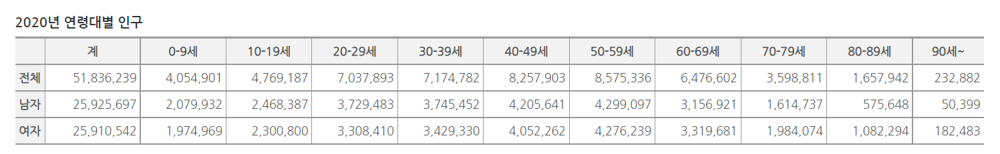 2020년 연령대별 인구
계 0-9세 10-19세 20-29세 30-39세 40-49세 50-59세 60-69세 70-79세 80-89세 90세~
전체 51,836,239 4,054,901 4,769,187 7,037,893 7,174,782 8,257,903 8,575,336 6,476,602 3,598,811 1,657,942 232,882
남자 25,925,697 2,079,932 2,468,387 3,729,483 3,745,452 4,205,641 4,299,097 3,156,921 1,614,737 575,648 50,399
여자 25,910,542 1,974,969 2,300,800 3,308,410 3,429,330 4,052,262 4,276,239 3,319,681 1,984,074 1,082,294 182,483